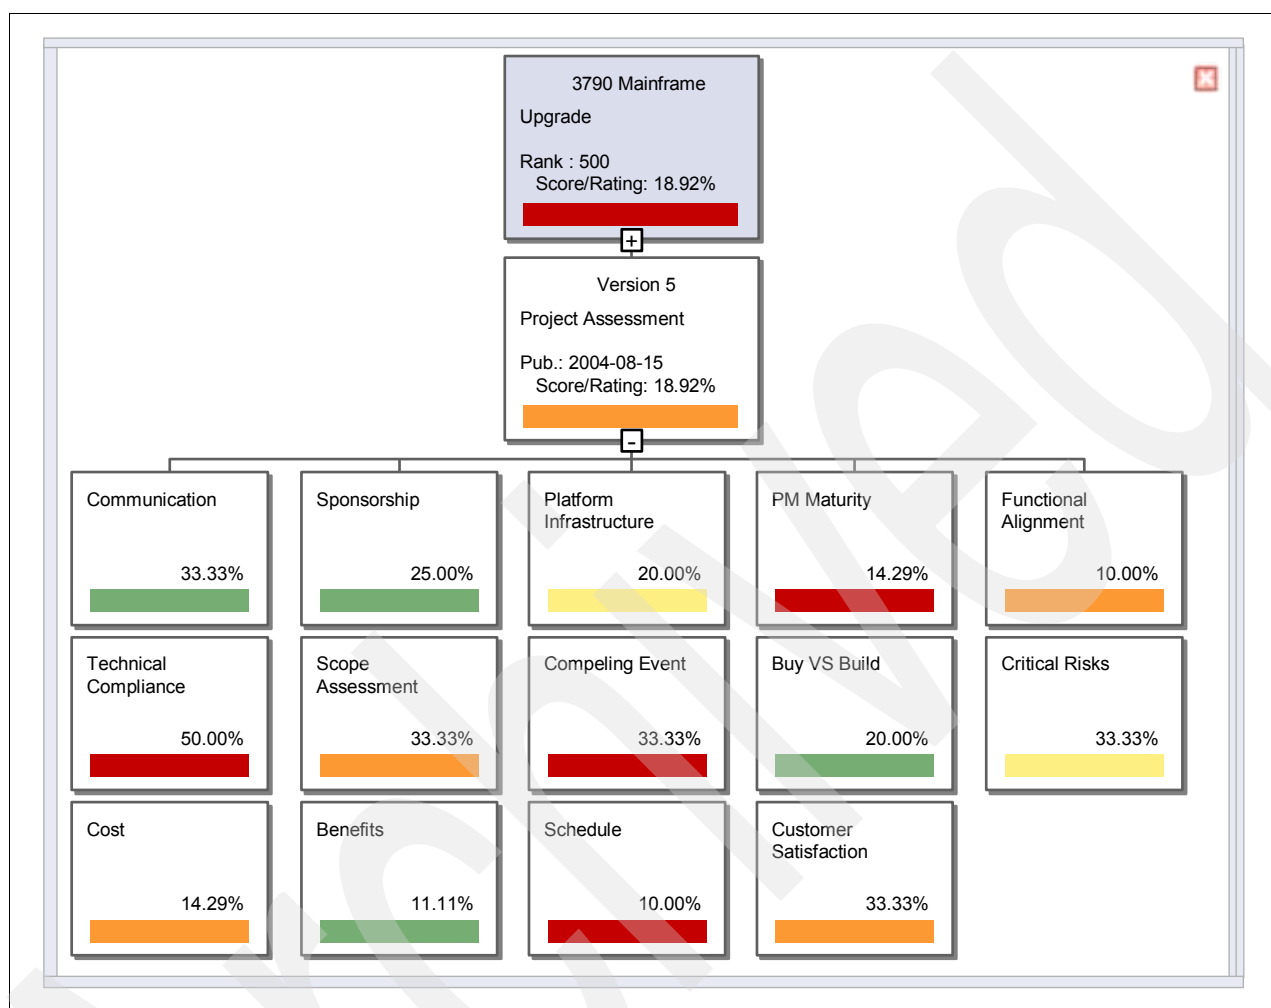 3790 Mainframe
Upgrade
Rank : 500
Score/Rating: 18.92%
+
Version 5
Project Assessment
Pub.: 2004-08-15
Score/Rating: 18.92%
-
Communication
33.33%
Sponsorship
25.00%
Platform
Infrastructure
20.00%
PM Maturity
14.29%
Functional
Alignment
10.00%
Technical
Compliance
50.00%
Scope
Assessment
33.33%
Compeling Event
33.33%
Buy VS Build
20.00%
Critical Risks
33.33%
Cost
14.29%
Benefits
11.11%
Schedule
10.00%
Customer
Satisfaction
33.33%
Archived